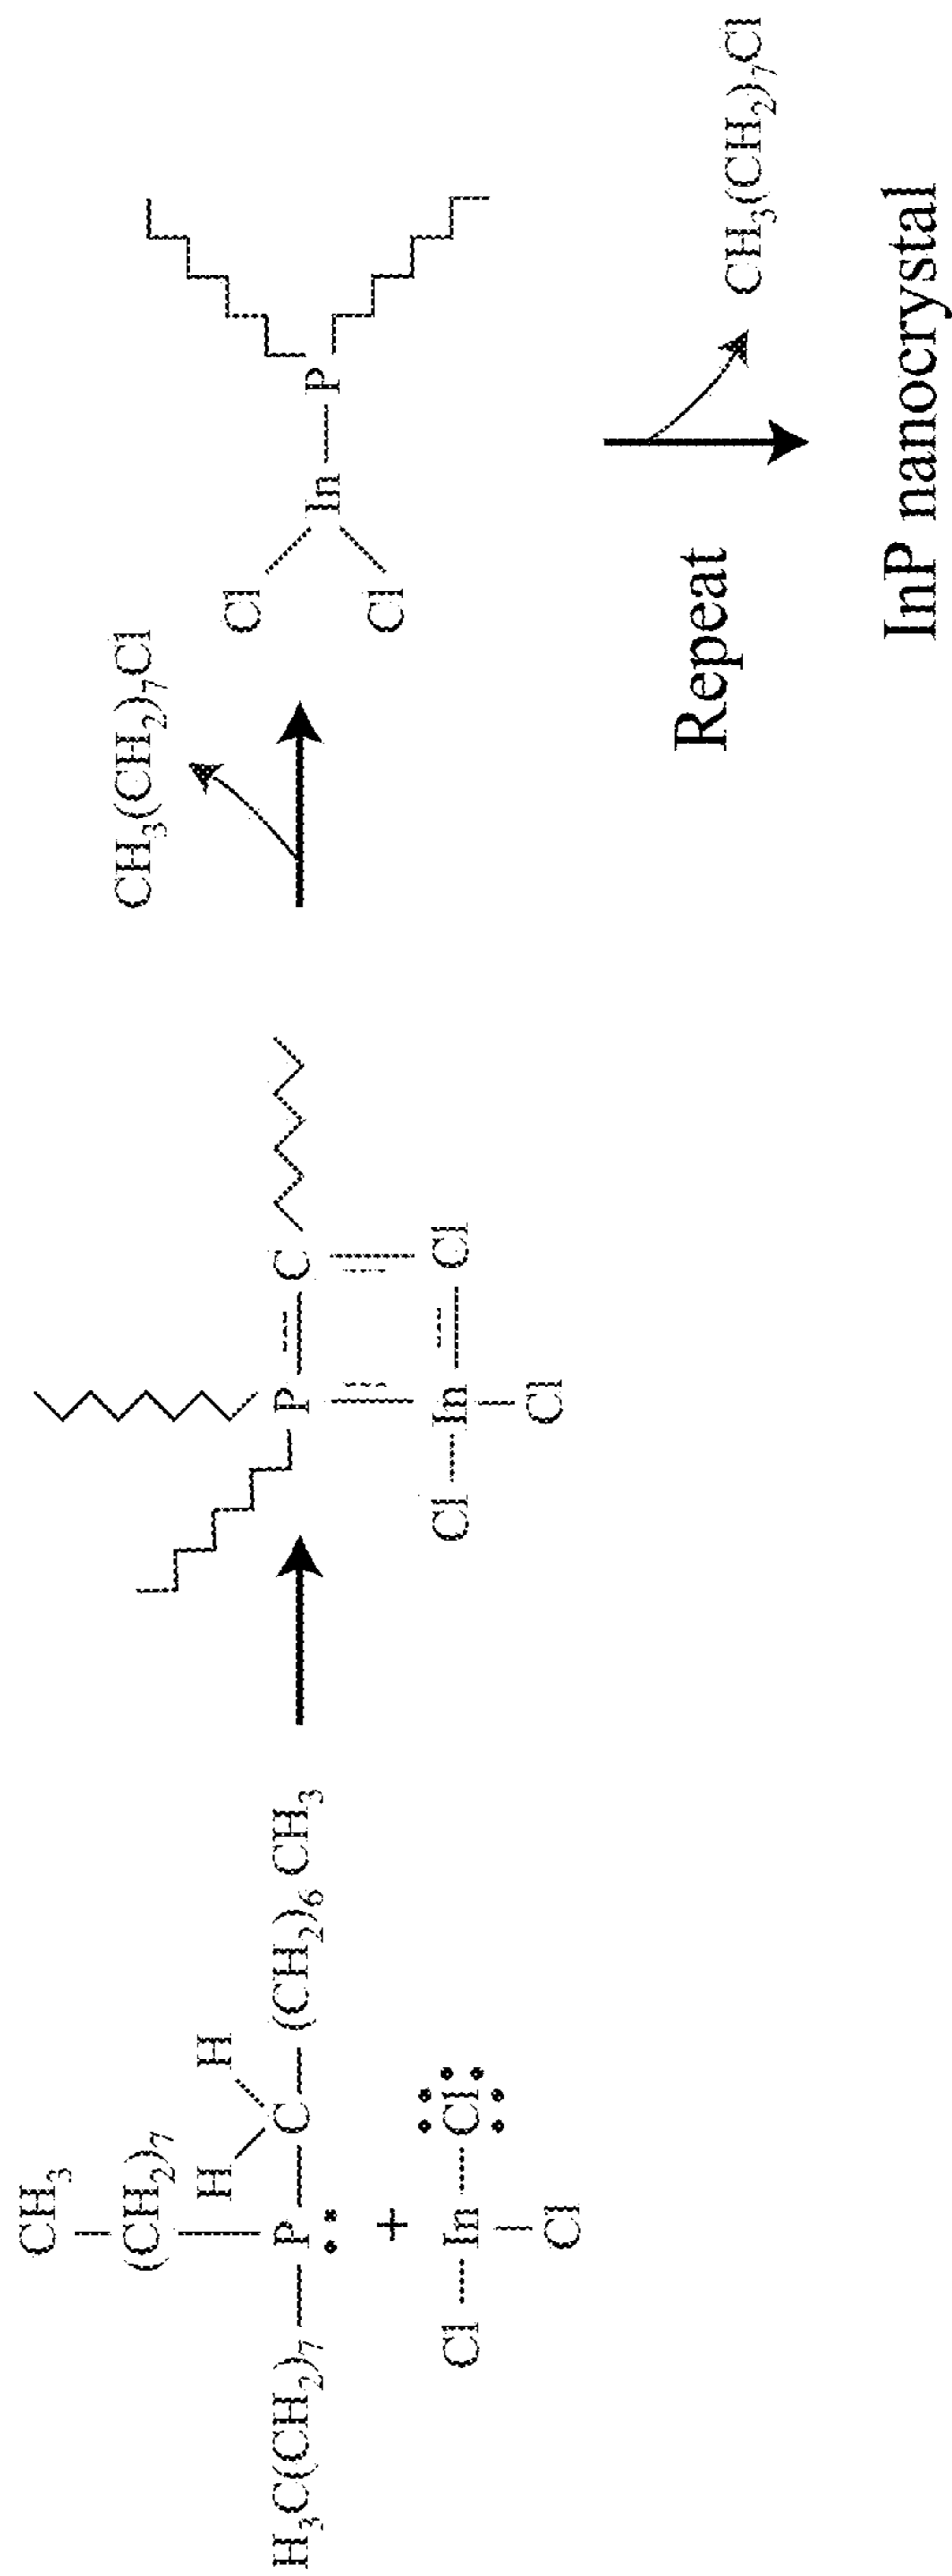 CH₃
(CH₂)₇
H H
H₃C(CH₂)₇ P C (CH₂)₆ CH₃
+
Cl In Cl
Cl
P C
Cl In Cl
Cl
CH₃(CH₂)₇Cl
Cl
In P
Cl
Repeat
CH₃(CH₂)₇Cl
InP nanocrystal